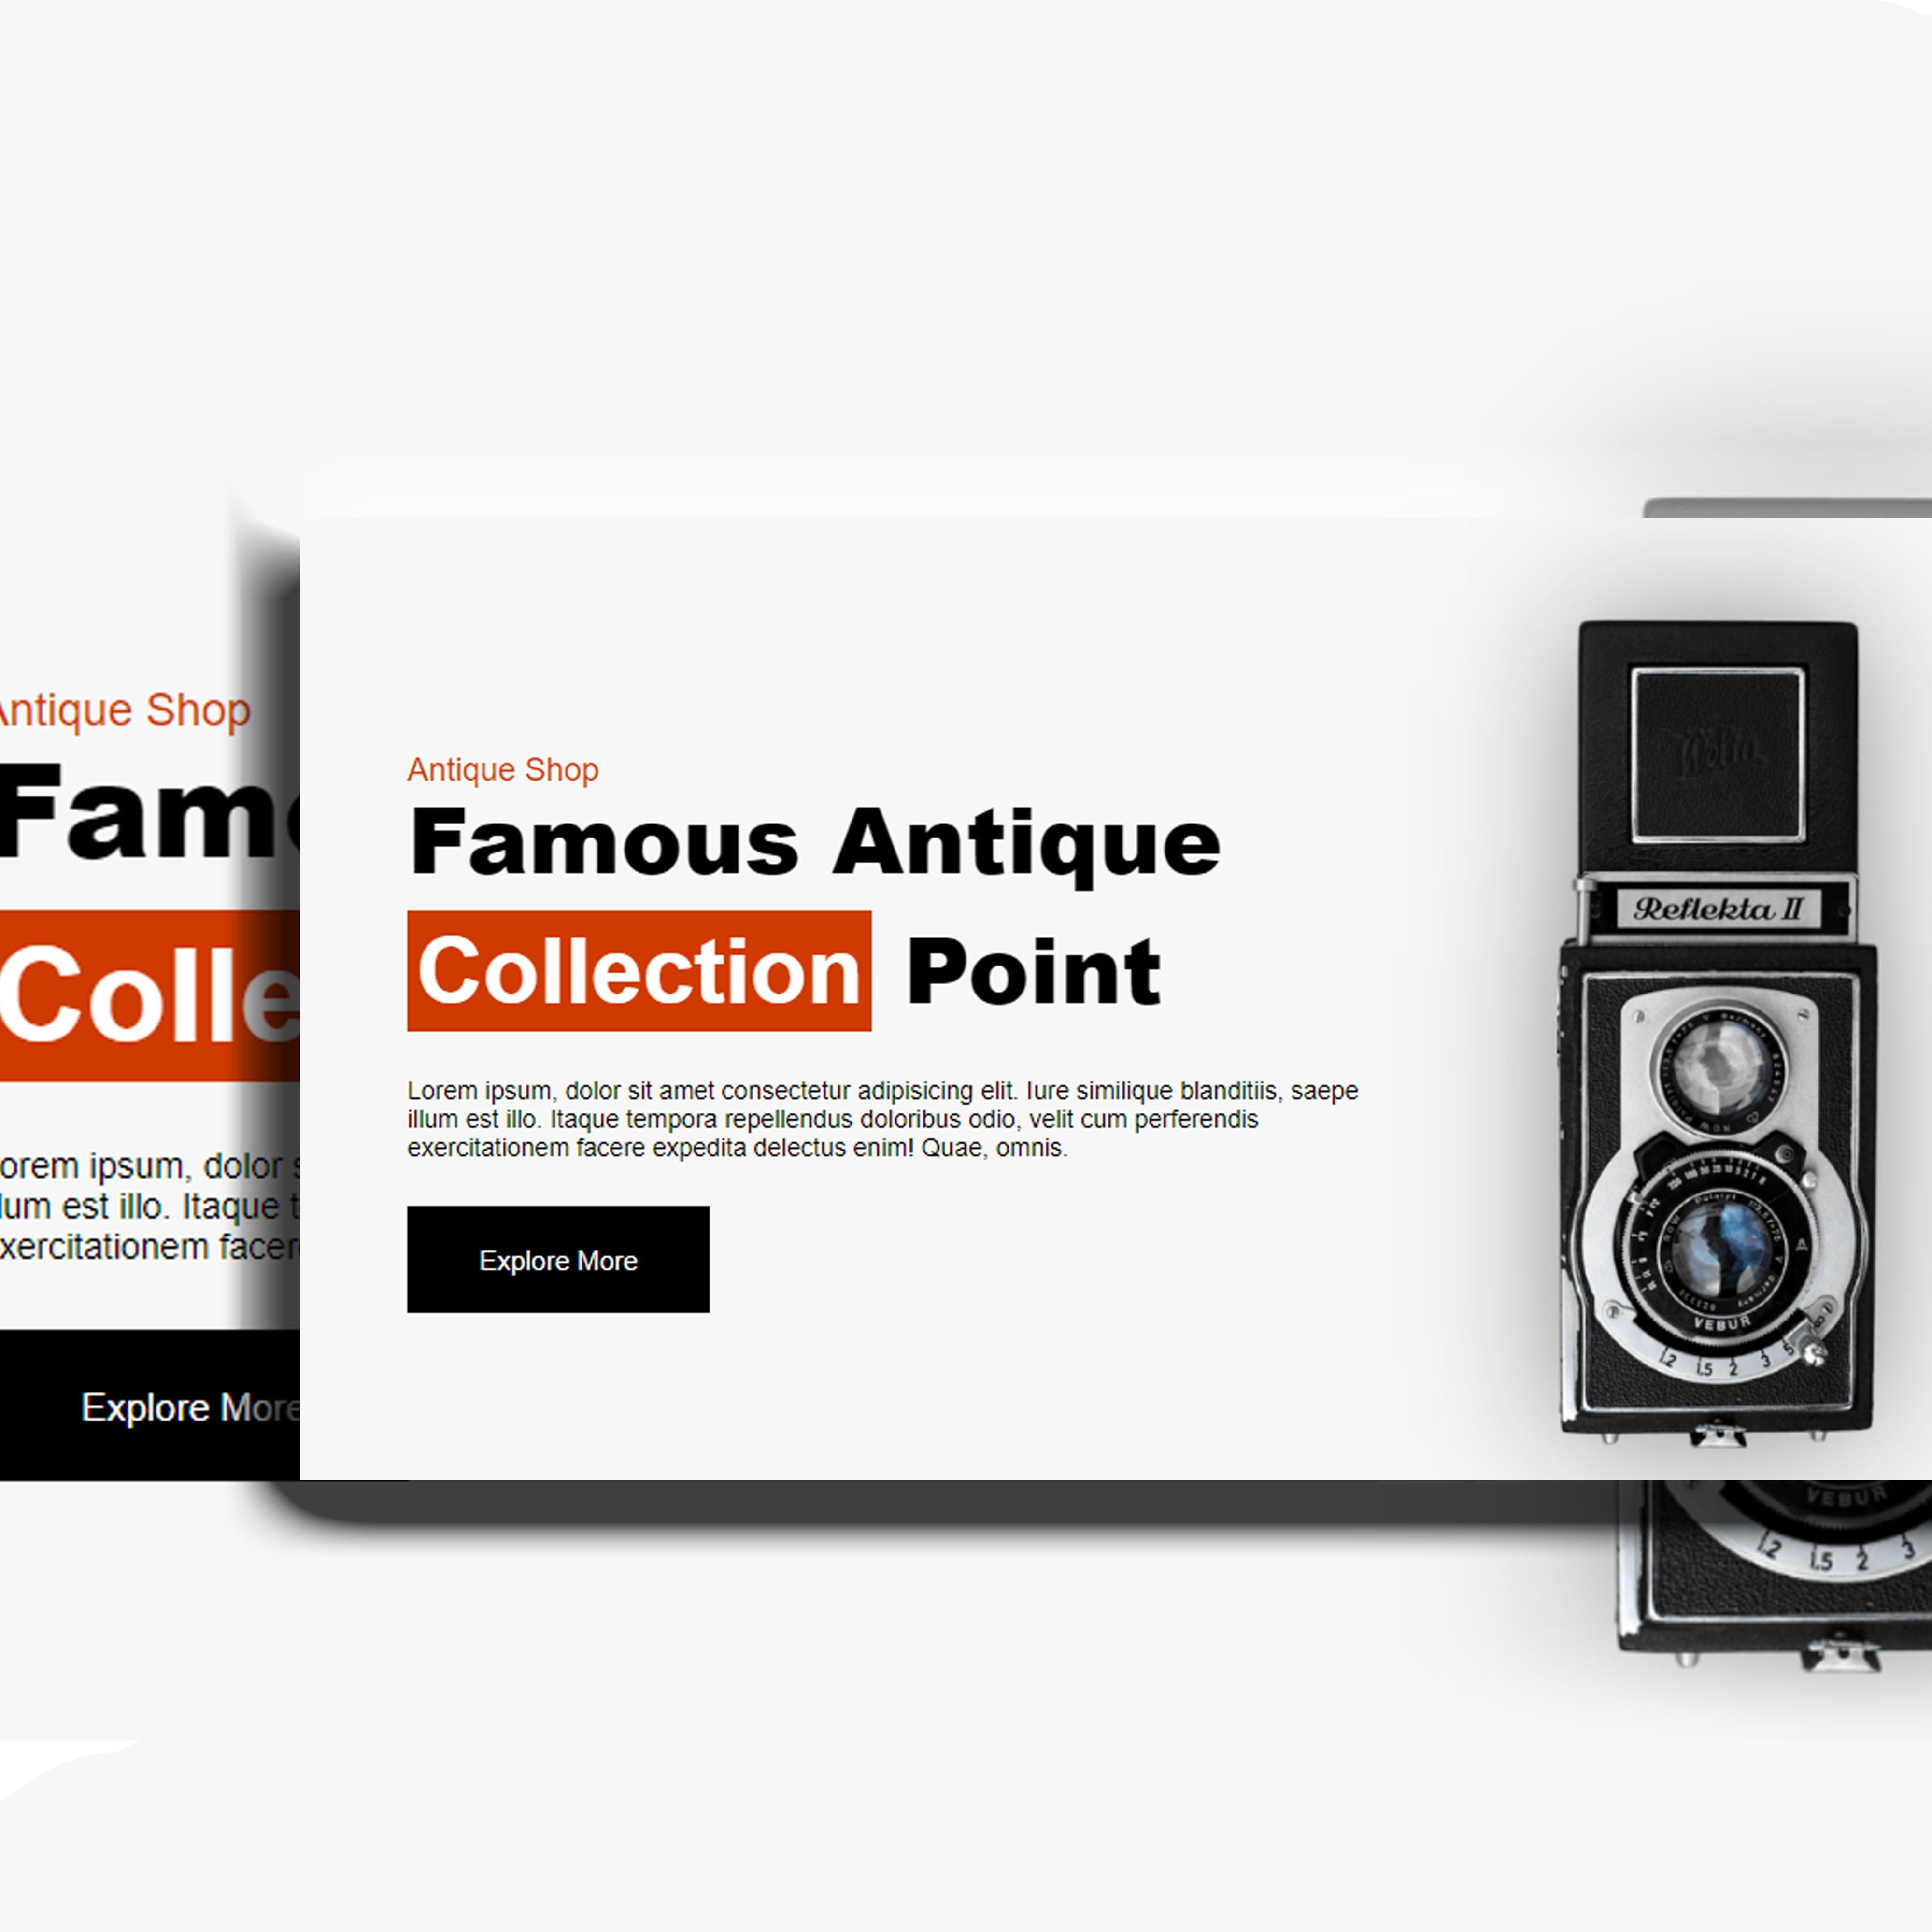 Antique Shop
Famo
Colle
orem ipsum, dolor s
lum est illo. Itaque t
xercitationem facer
Explore More
Antique Shop
Famous Antique
Collection Point
Lorem ipsum, dolor sit amet consectetur adipisicing elit. Iure similique blanditiis, saepe
illum est illo. Itaque tempora repellendus doloribus odio, velit cum perferendis
exercitationem facere expedita delectus enim! Quae, omnis.
Explore More
Welta
Reflekta II
VEBUR
1.2 1.5 2 3 5
VEBUR
1.2 1.5 2 3